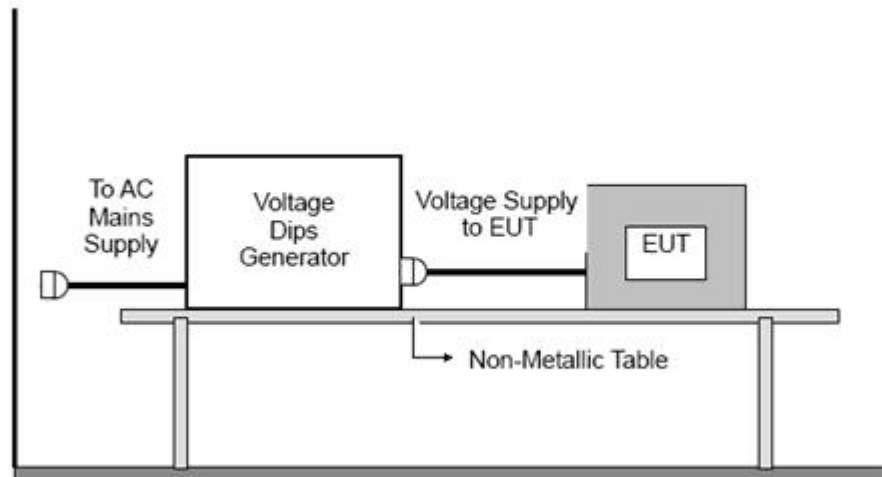 To AC
Mains
Supply
Voltage
Dips
Generator
Voltage Supply
to EUT
EUT
Non-Metallic Table